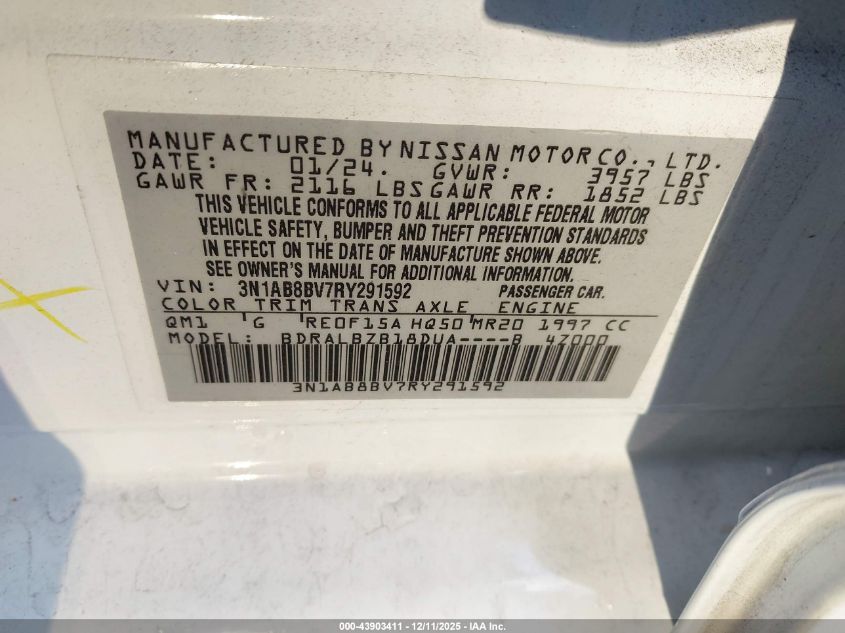 MANUFACTURED BY NISSAN MOTOR CO., LTD.
DATE: 01/24. GVWR: 3957 LBS
GAWR FR: 2116 LBS GAWR RR: 1852 LBS
THIS VEHICLE CONFORMS TO ALL APPLICABLE FEDERAL MOTOR
VEHICLE SAFETY, BUMPER AND THEFT PREVENTION STANDARDS
IN EFFECT ON THE DATE OF MANUFACTURE SHOWN ABOVE.
SEE OWNER'S MANUAL FOR ADDITIONAL INFORMATION.
VIN: 3N1AB8BV7RY291592 PASSENGER CAR.
COLOR TRIM TRANS AXLE ENGINE
QM1 G RE0F15A HQ50 MR20 1997 CC
MODEL: BDRALBZB18DUA----B 4Z000
3N1AB8BV7RY291592
000-43903411 - 12/11/2025 - IAA Inc.